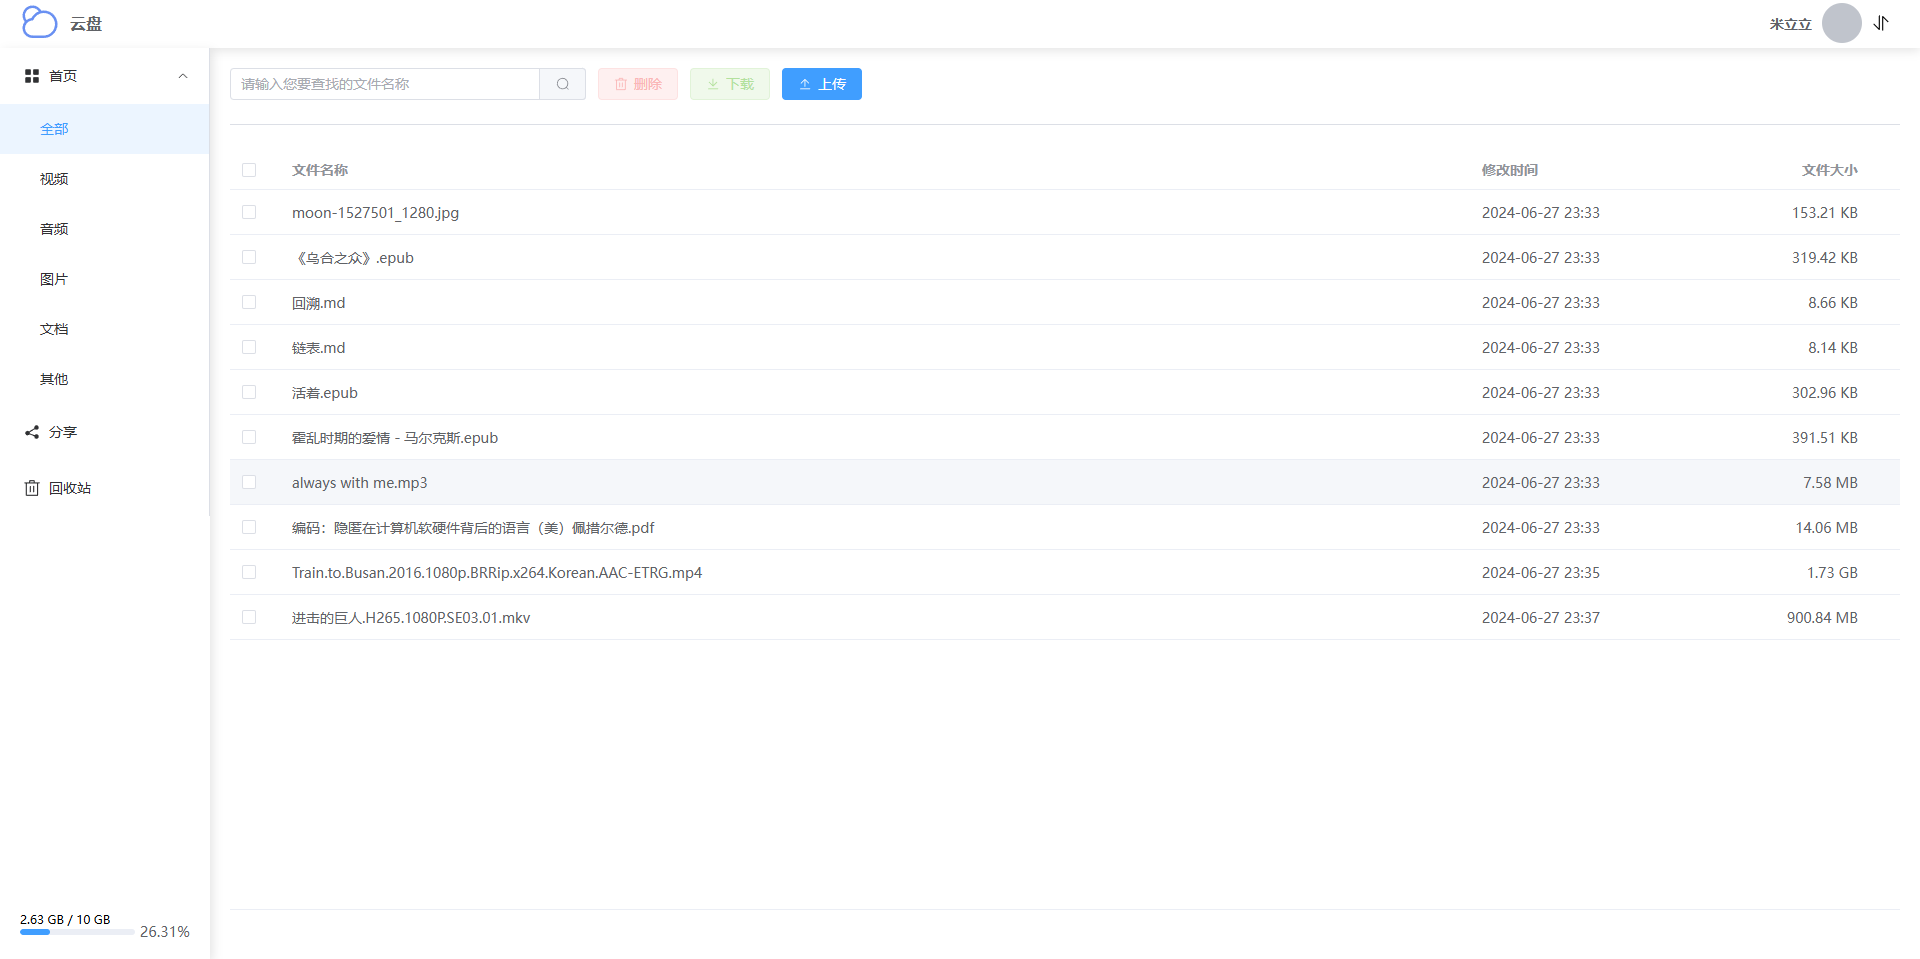 云盘
米立立
首页
全部
视频
音频
图片
文档
其他
分享
回收站
2.63 GB / 10 GB
26.31%
请输入您要查找的文件名称
删除
下载
上传
文件名称 修改时间 文件大小
moon-1527501_1280.jpg 2024-06-27 23:33 153.21 KB
《乌合之众》.epub 2024-06-27 23:33 319.42 KB
回溯.md 2024-06-27 23:33 8.66 KB
链表.md 2024-06-27 23:33 8.14 KB
活着.epub 2024-06-27 23:33 302.96 KB
霍乱时期的爱情 - 马尔克斯.epub 2024-06-27 23:33 391.51 KB
always with me.mp3 2024-06-27 23:33 7.58 MB
编码：隐匿在计算机软硬件背后的语言（美）佩措尔德.pdf 2024-06-27 23:33 14.06 MB
Train.to.Busan.2016.1080p.BRRip.x264.Korean.AAC-ETRG.mp4 2024-06-27 23:35 1.73 GB
进击的巨人.H265.1080P.SE03.01.mkv 2024-06-27 23:37 900.84 MB